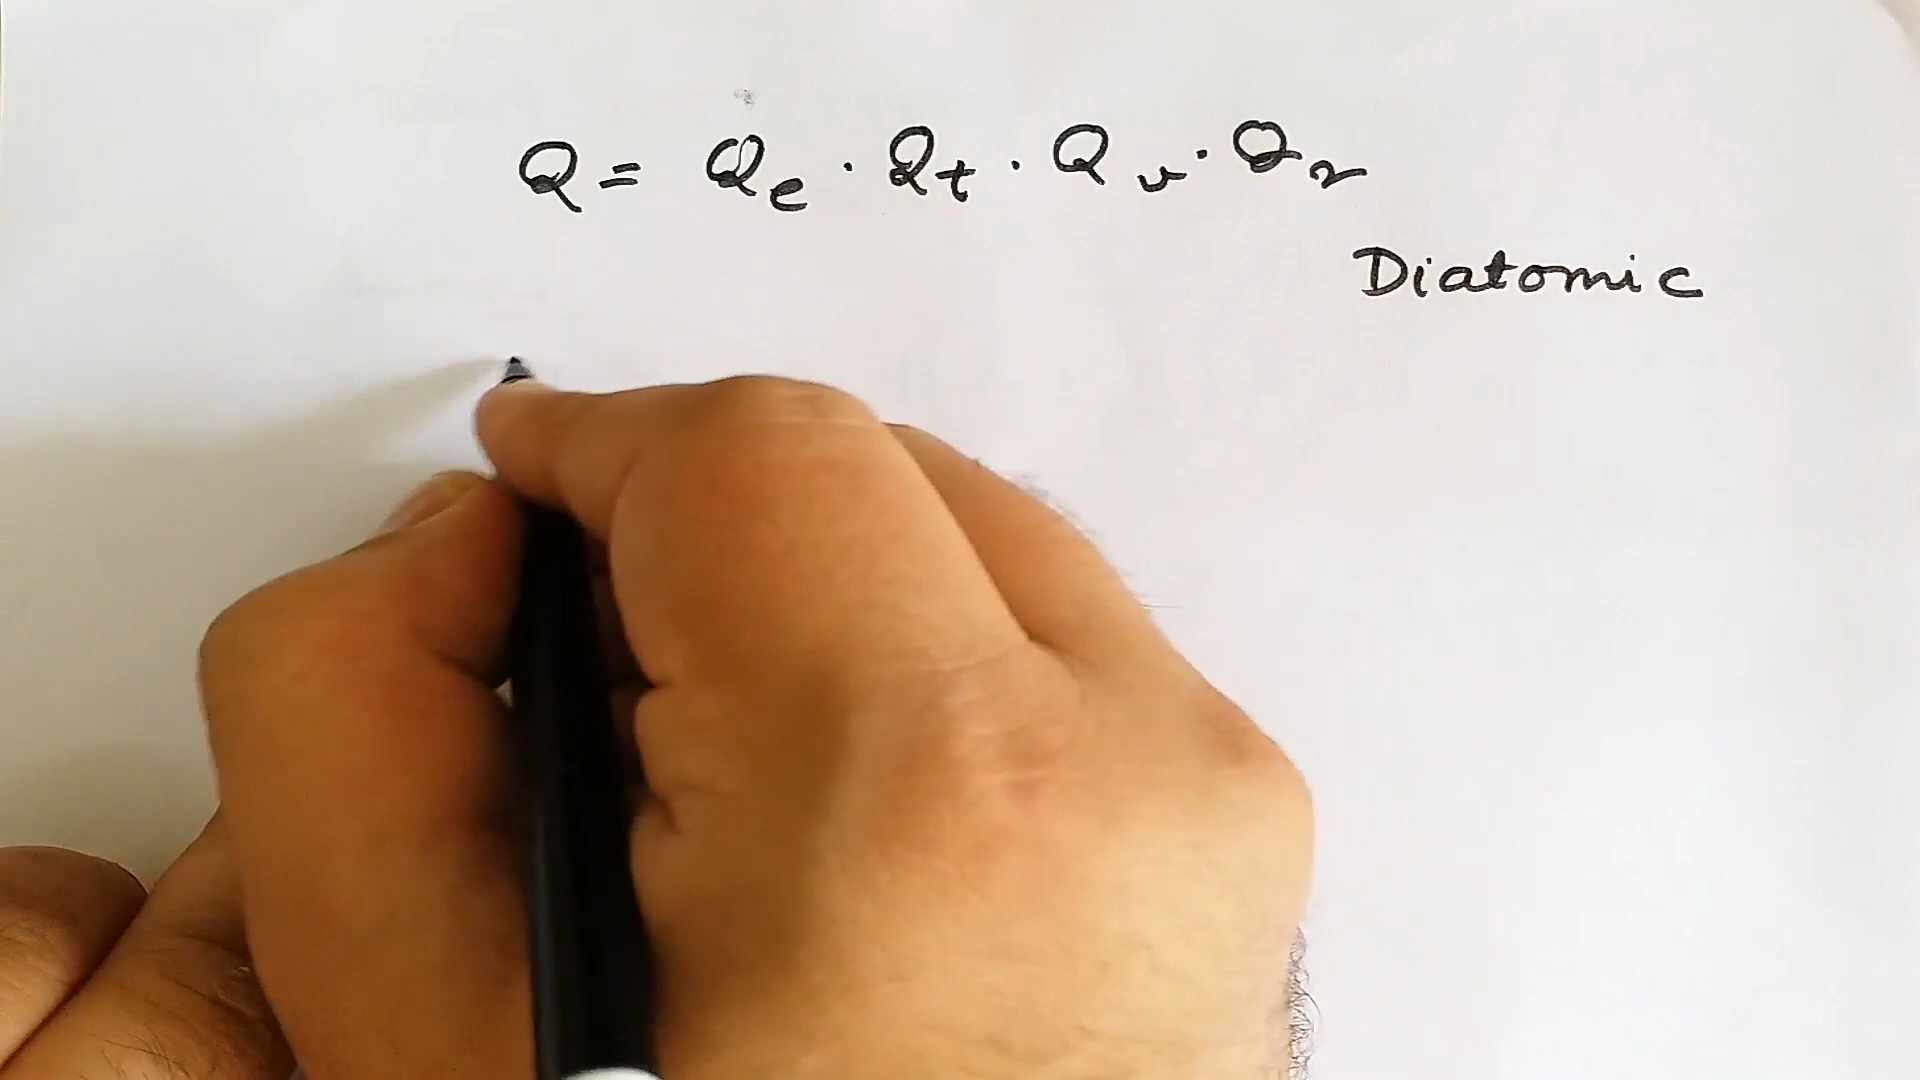 Q = Qe · Qt · Qv · Qr
Diatomic